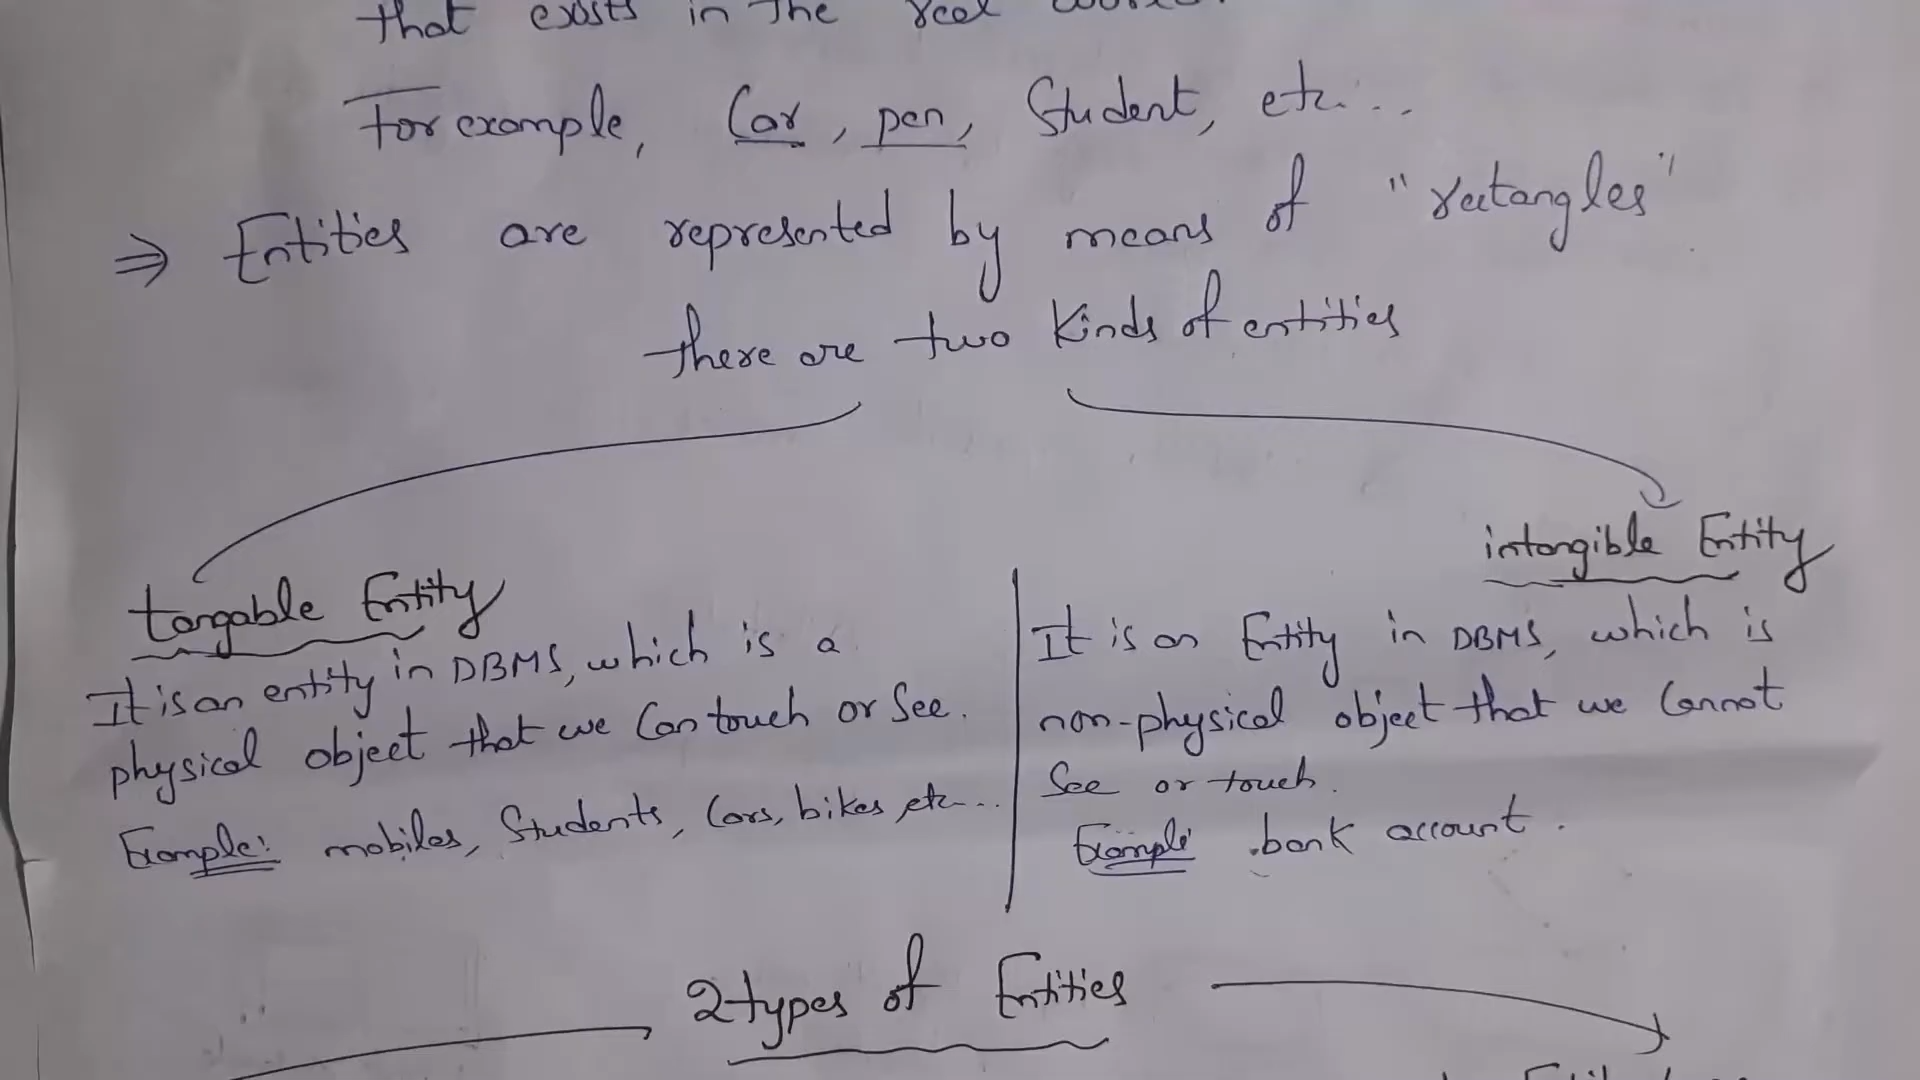 that exists in The real world.
For example, Car, pen, Student, etc...
⇒ Entities are represented by means of "rectangles"
there are two kinds of entities
tangable Entity
It is an entity in DBMS, which is a
physical object that we Can touch or See.
Example: mobiles, Students, Cars, bikes, etc...
intangible Entity
It is an Entity in DBMS, which is
non-physical object that we Cannot
See or touch.
Example: bank account.
2 types of Entities